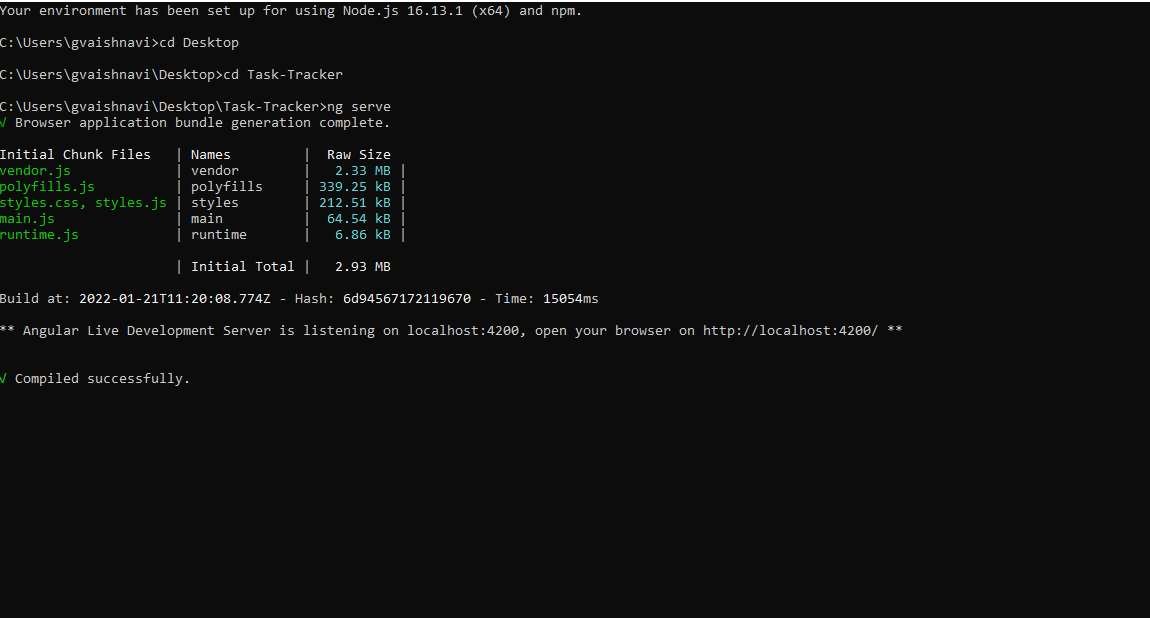 Your environment has been set up for using Node.js 16.13.1 (x64) and npm.
C:\Users\gvaishnavi>cd Desktop
C:\Users\gvaishnavi\Desktop>cd Task-Tracker
C:\Users\gvaishnavi\Desktop\Task-Tracker>ng serve
√ Browser application bundle generation complete.
Initial Chunk Files   | Names         |  Raw Size
vendor.js             | vendor        |   2.33 MB |
polyfills.js          | polyfills     | 339.25 kB |
styles.css, styles.js | styles        | 212.51 kB |
main.js               | main          |  64.54 kB |
runtime.js            | runtime       |   6.86 kB |
| Initial Total |   2.93 MB
Build at: 2022-01-21T11:20:08.774Z - Hash: 6d94567172119670 - Time: 15054ms
** Angular Live Development Server is listening on localhost:4200, open your browser on http://localhost:4200/ **
√ Compiled successfully.